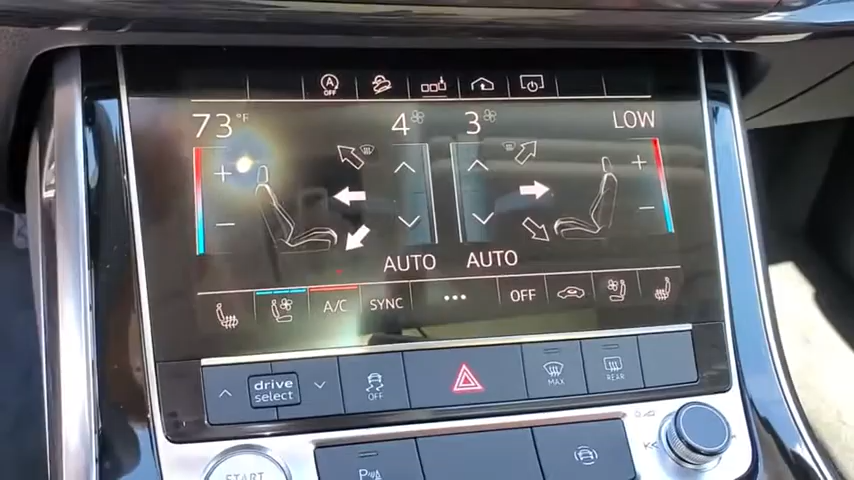 A
OFF
73°F
4
3
LOW
AUTO
AUTO
A/C
SYNC
OFF
drive
select
OFF
MAX
REAR
START
P